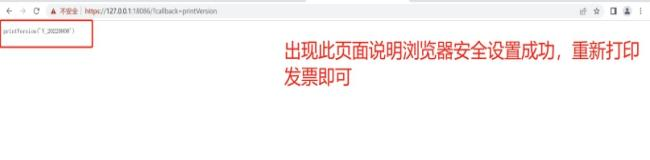 不安全 https://127.0.0.1:18086/?callback=printVersion
printVersion("V_20220808")
出现此页面说明浏览器安全设置成功，重新打印
发票即可